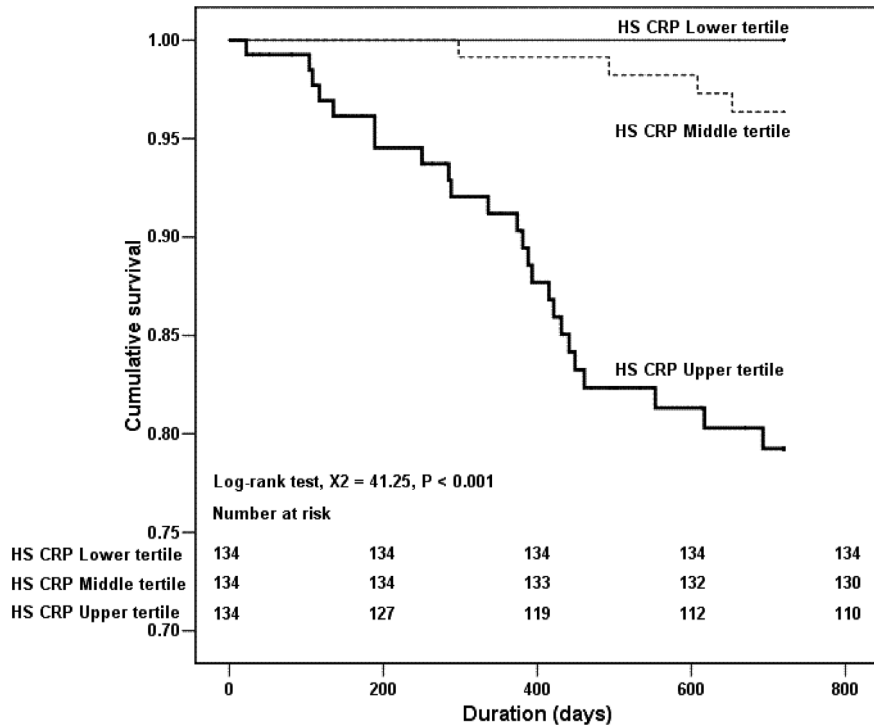 HS CRP Lower tertile
1.00
0.95
HS CRP Middle tertile
0.90
Cumulative survival
0.85
HS CRP Upper tertile
0.80
Log-rank test, X2 = 41.25, P < 0.001
Number at risk
0.75
HS CRP Lower tertile 134 134 134 134 134
HS CRP Middle tertile 134 134 133 132 130
HS CRP Upper tertile 134 127 119 112 110
0.70
0 200 400 600 800
Duration (days)